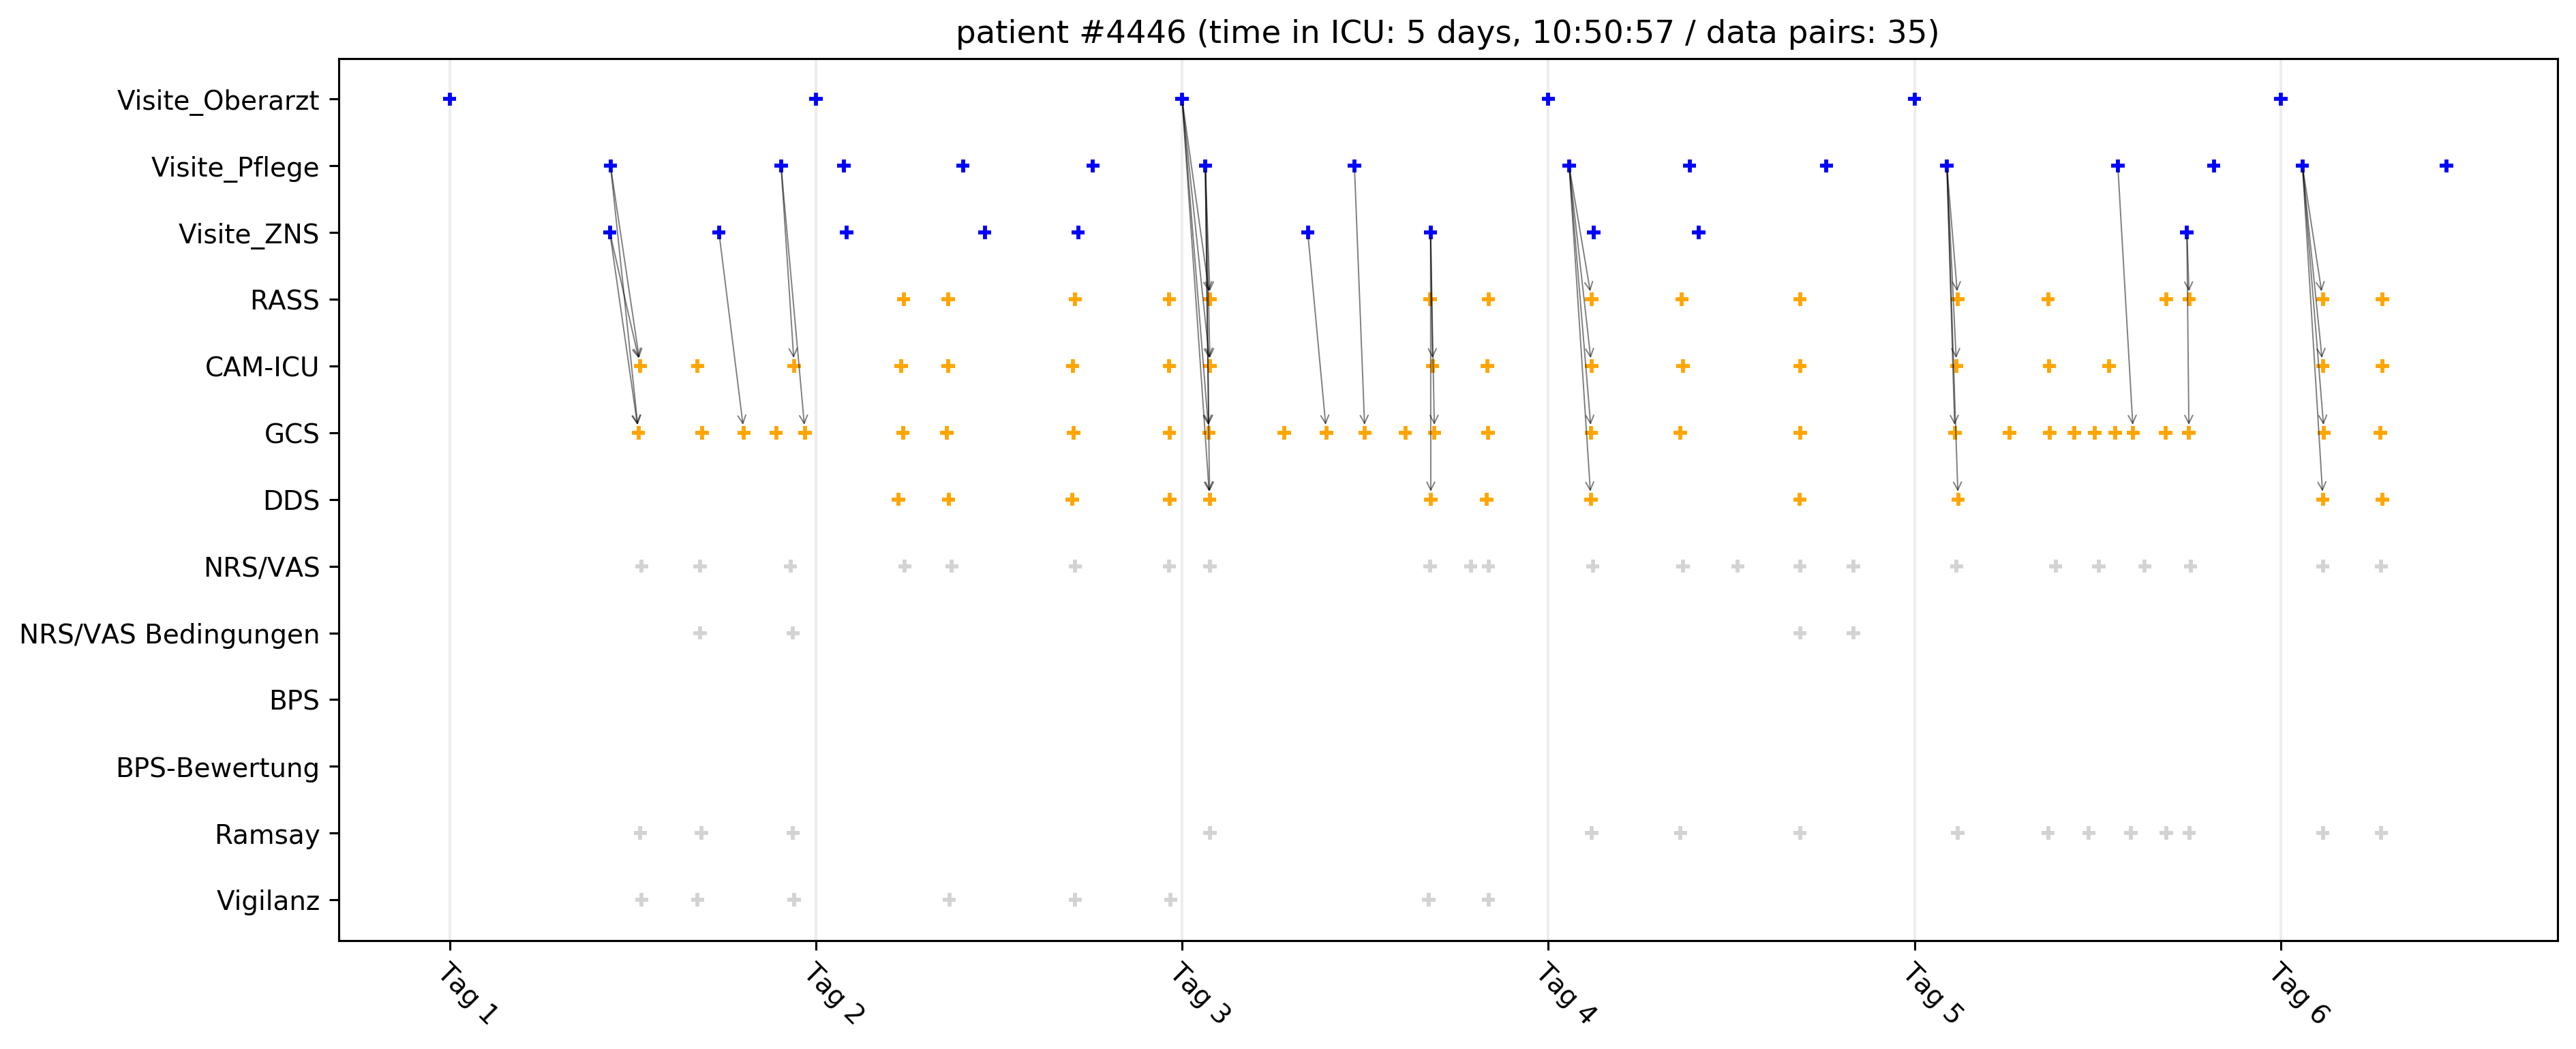 patient #4446 (time in ICU: 5 days, 10:50:57 / data pairs: 35)
Visite_Oberarzt
Visite_Pflege
Visite_ZNS
RASS
CAM-ICU
GCS
DDS
NRS/VAS
NRS/VAS Bedingungen
BPS
BPS-Bewertung
Ramsay
Vigilanz
Tag 1
Tag 2
Tag 3
Tag 4
Tag 5
Tag 6